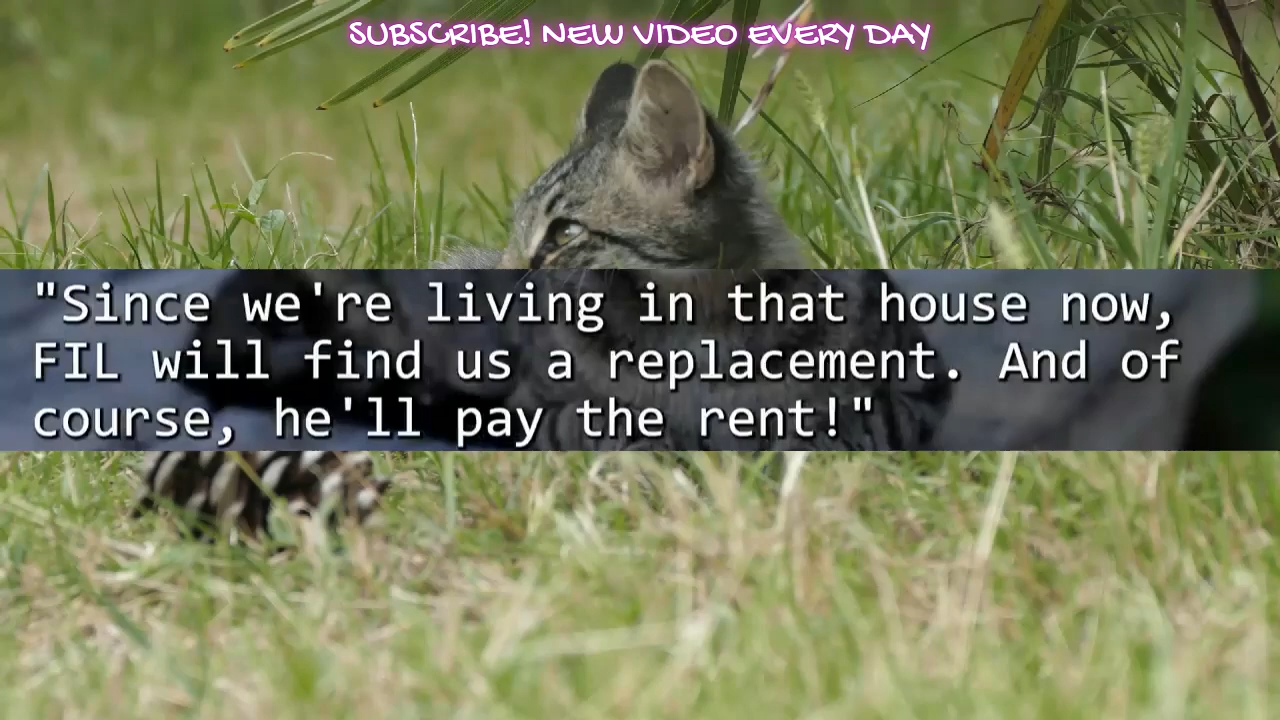 SUBSCRIBE! NEW VIDEO EVERY DAY
"Since we're living in that house now,
FIL will find us a replacement. And of
course, he'll pay the rent!"